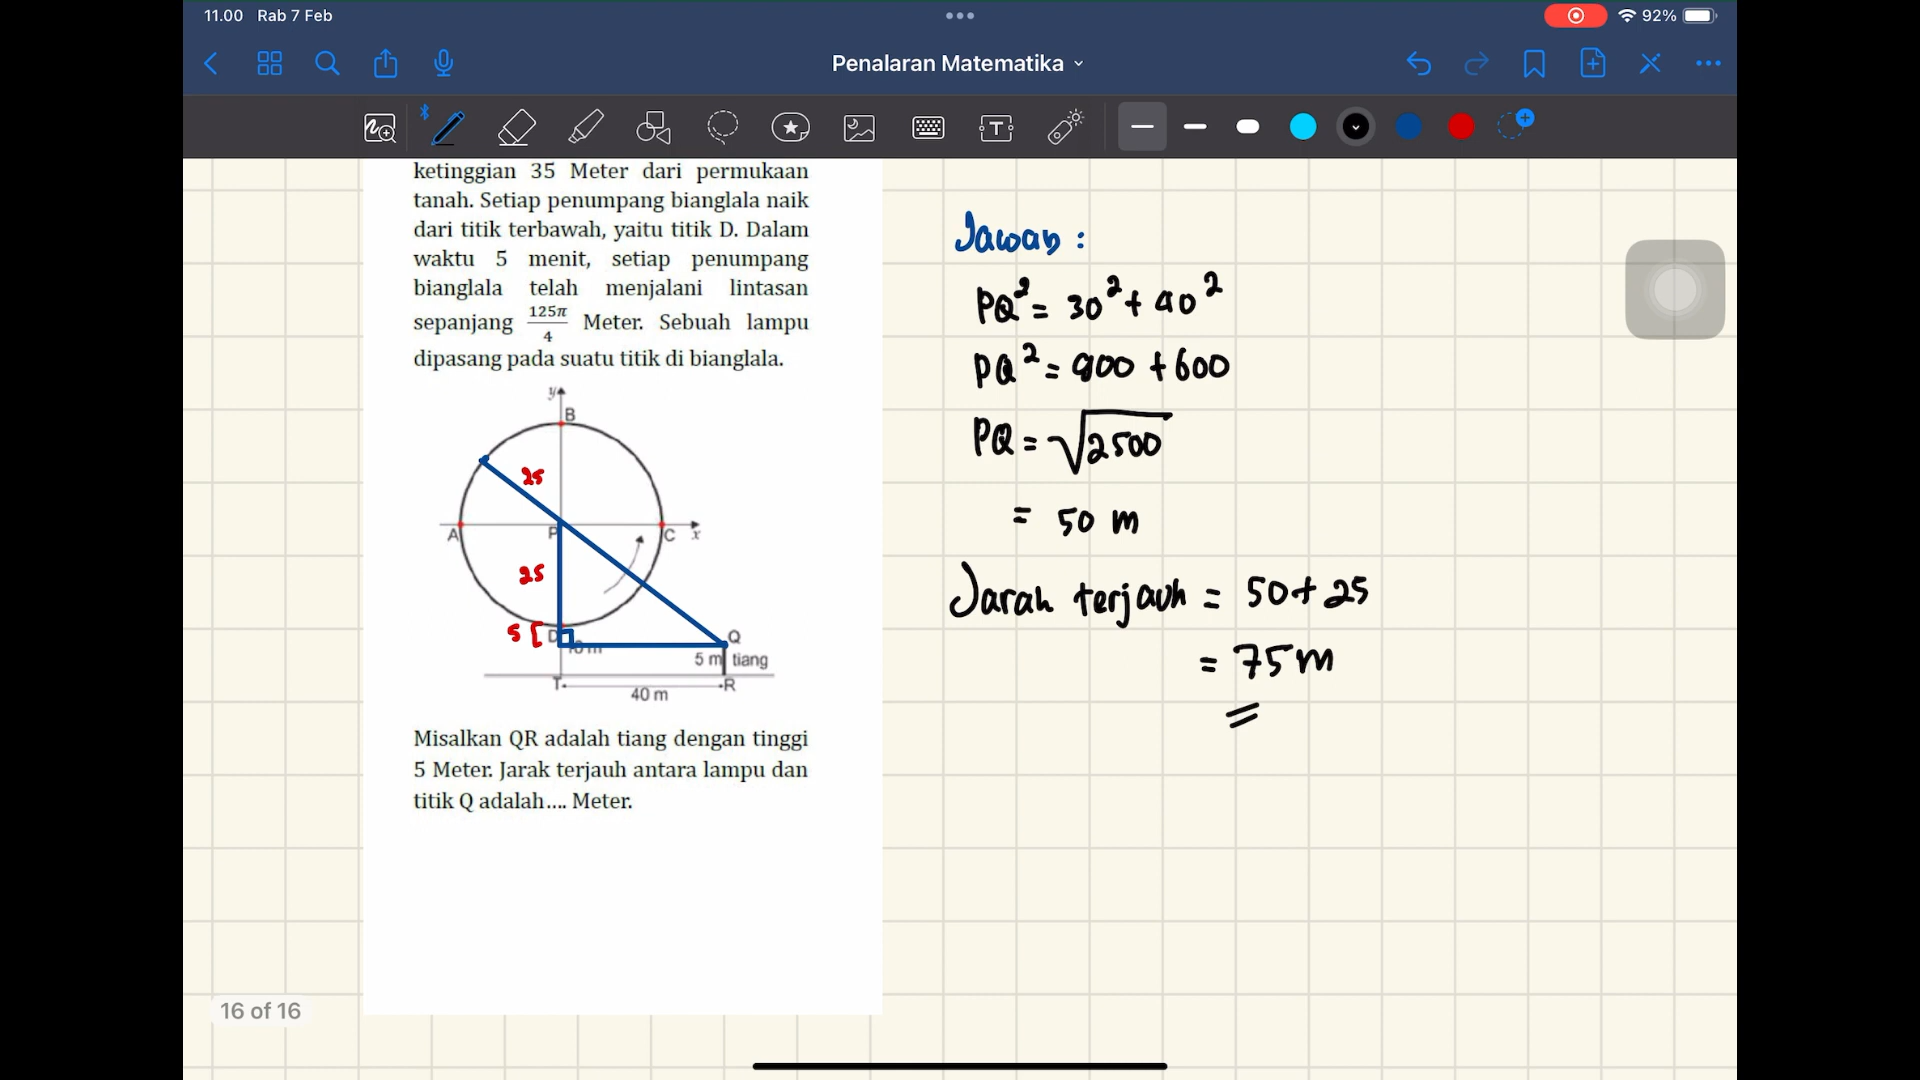 11.00 Rab 7 Feb
92%
Penalaran Matematika
T
ketinggian 35 Meter dari permukaan
tanah. Setiap penumpang bianglala naik
dari titik terbawah, yaitu titik D. Dalam
waktu 5 menit, setiap penumpang
bianglala telah menjalani lintasan
sepanjang 125π/4 Meter. Sebuah lampu
dipasang pada suatu titik di bianglala.
y
B
25
A
P
C x
25
5 [ D
Q
5 m tiang
T
R
40 m
Misalkan QR adalah tiang dengan tinggi
5 Meter. Jarak terjauh antara lampu dan
titik Q adalah.... Meter.
Jawab :
PQ² = 30² + 40²
PQ² = 900 + 600
PQ = √2500
= 50 m
Jarak terjauh = 50 + 25
= 75 m
16 of 16